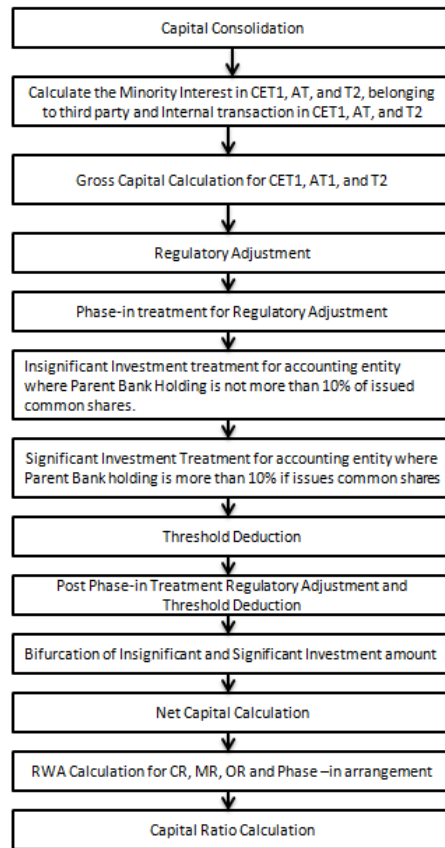 Capital Consolidation
Calculate the Minority Interest in CET1, AT, and T2, belonging
to third party and Internal transaction in CET1, AT, and T2
Gross Capital Calculation for CET1, AT1, and T2
Regulatory Adjustment
Phase-in treatment for Regulatory Adjustment
Insignificant Investment treatment for accounting entity
where Parent Bank Holding is not more than 10% of issued
common shares.
Significant Investment Treatment for accounting entity where
Parent Bank holding is more than 10% if issues common shares
Threshold Deduction
Post Phase-in Treatment Regulatory Adjustment and
Threshold Deduction
Bifurcation of Insignificant and Significant Investment amount
Net Capital Calculation
RWA Calculation for CR, MR, OR and Phase –in arrangement
Capital Ratio Calculation